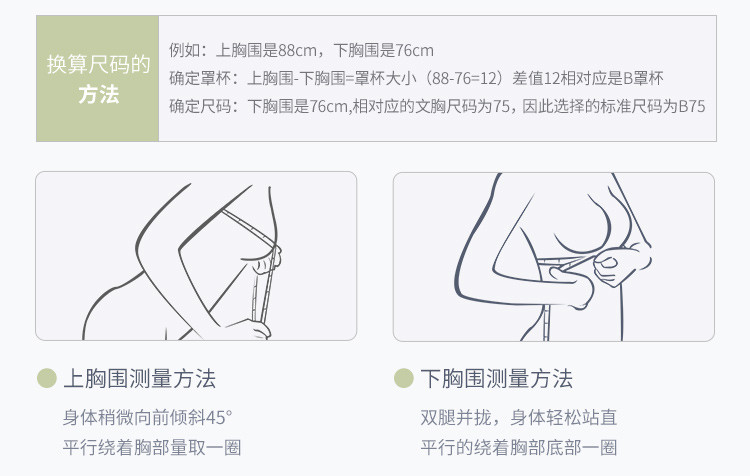 换算尺码的
方法
例如：上胸围是88cm，下胸围是76cm
确定罩杯：上胸围-下胸围=罩杯大小（88-76=12）差值12相对应是B罩杯
确定尺码：下胸围是76cm,相对应的文胸尺码为75，因此选择的标准尺码为B75
上胸围测量方法
身体稍微向前倾斜45°
平行绕着胸部量取一圈
下胸围测量方法
双腿并拢，身体轻松站直
平行的绕着胸部底部一圈